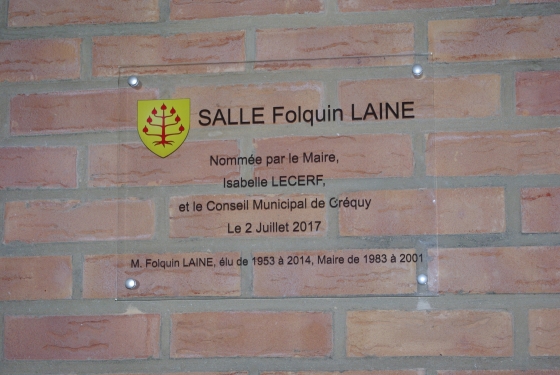 SALLE Folquin LAINE
Nommée par le Maire,
Isabelle LECERF,
et le Conseil Municipal de Créquy
Le 2 Juillet 2017
M. Folquin LAINE, élu de 1953 à 2014, Maire de 1983 à 2001